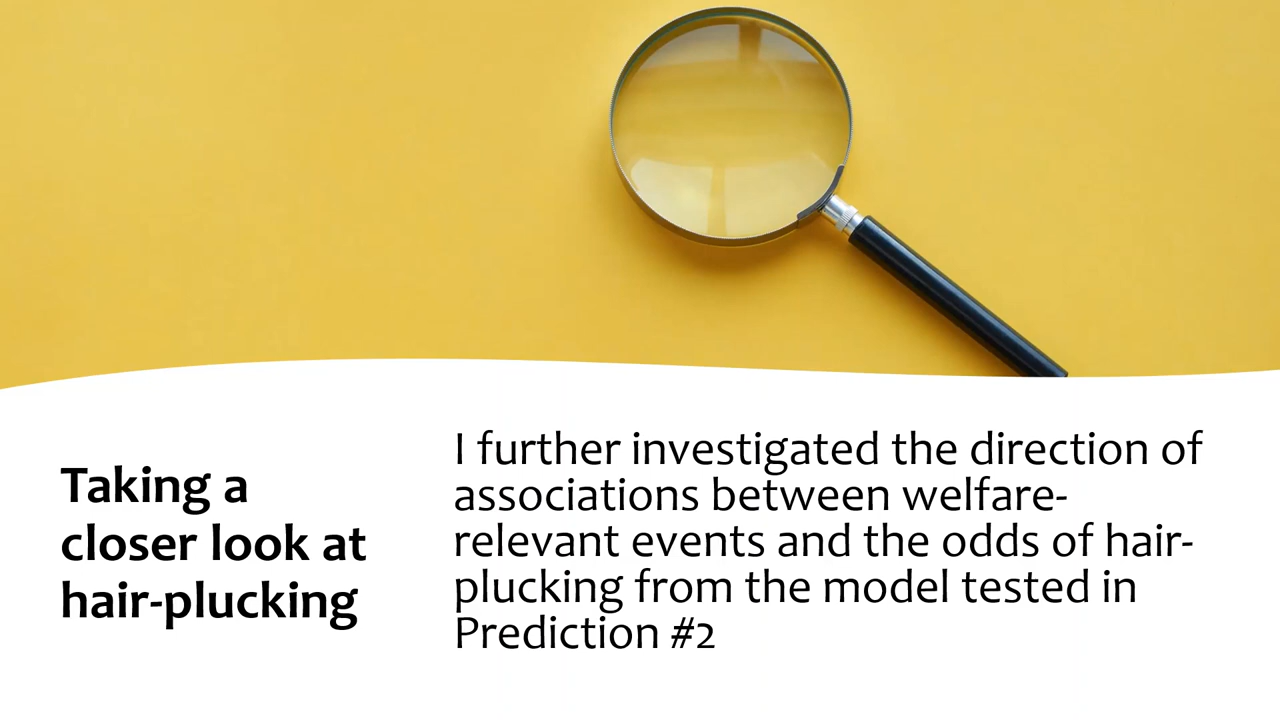 Taking a
closer look at
hair-plucking
I further investigated the direction of
associations between welfare-
relevant events and the odds of hair-
plucking from the model tested in
Prediction #2